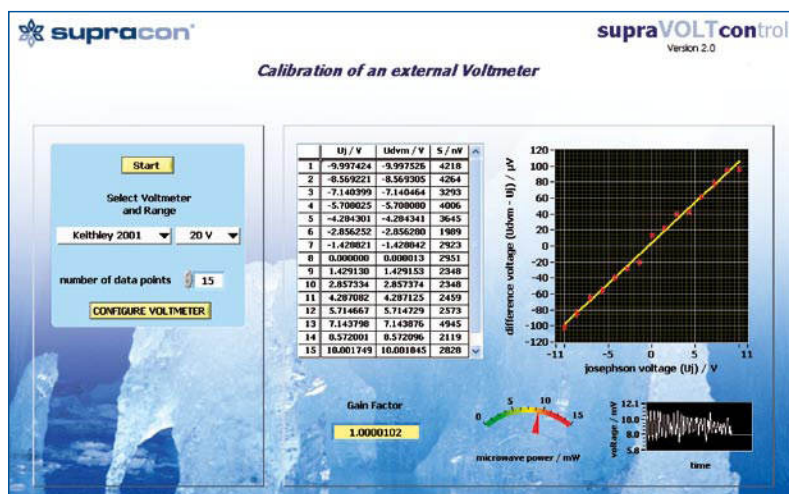 supracon®
supraVOLTcontrol
Version 2.0
Calibration of an external Voltmeter
Start
Select Voltmeter
and Range
Keithley 2001 20 V
number of data points 15
CONFIGURE VOLTMETER
Uj / V Udvm / V S / nV
1 -9.997424 -9.997526 4218
2 -8.569221 -8.569305 4264
3 -7.140399 -7.140464 3293
4 -5.708025 -5.708080 4006
5 -4.284301 -4.284341 3645
6 -2.856252 -2.856280 1989
7 -1.428821 -1.428842 2923
8 0.000000 0.000013 2951
9 1.429130 1.429153 2348
10 2.857334 2.857374 2348
11 4.287082 4.287125 2459
12 5.714667 5.714729 2573
13 7.143798 7.143876 4945
14 8.572001 8.572096 2119
15 10.001749 10.001845 2828
difference voltage (Udvm - Uj) / µV
120
100
80
60
40
20
0
-20
-40
-60
-80
-100
-120
-11 -5 0 5 11
josephson voltage (Uj) / V
Gain Factor
1.0000102
0 5 10 15
microwave power / mW
voltage / mV
12.1
10.0
8.0
5.8
time